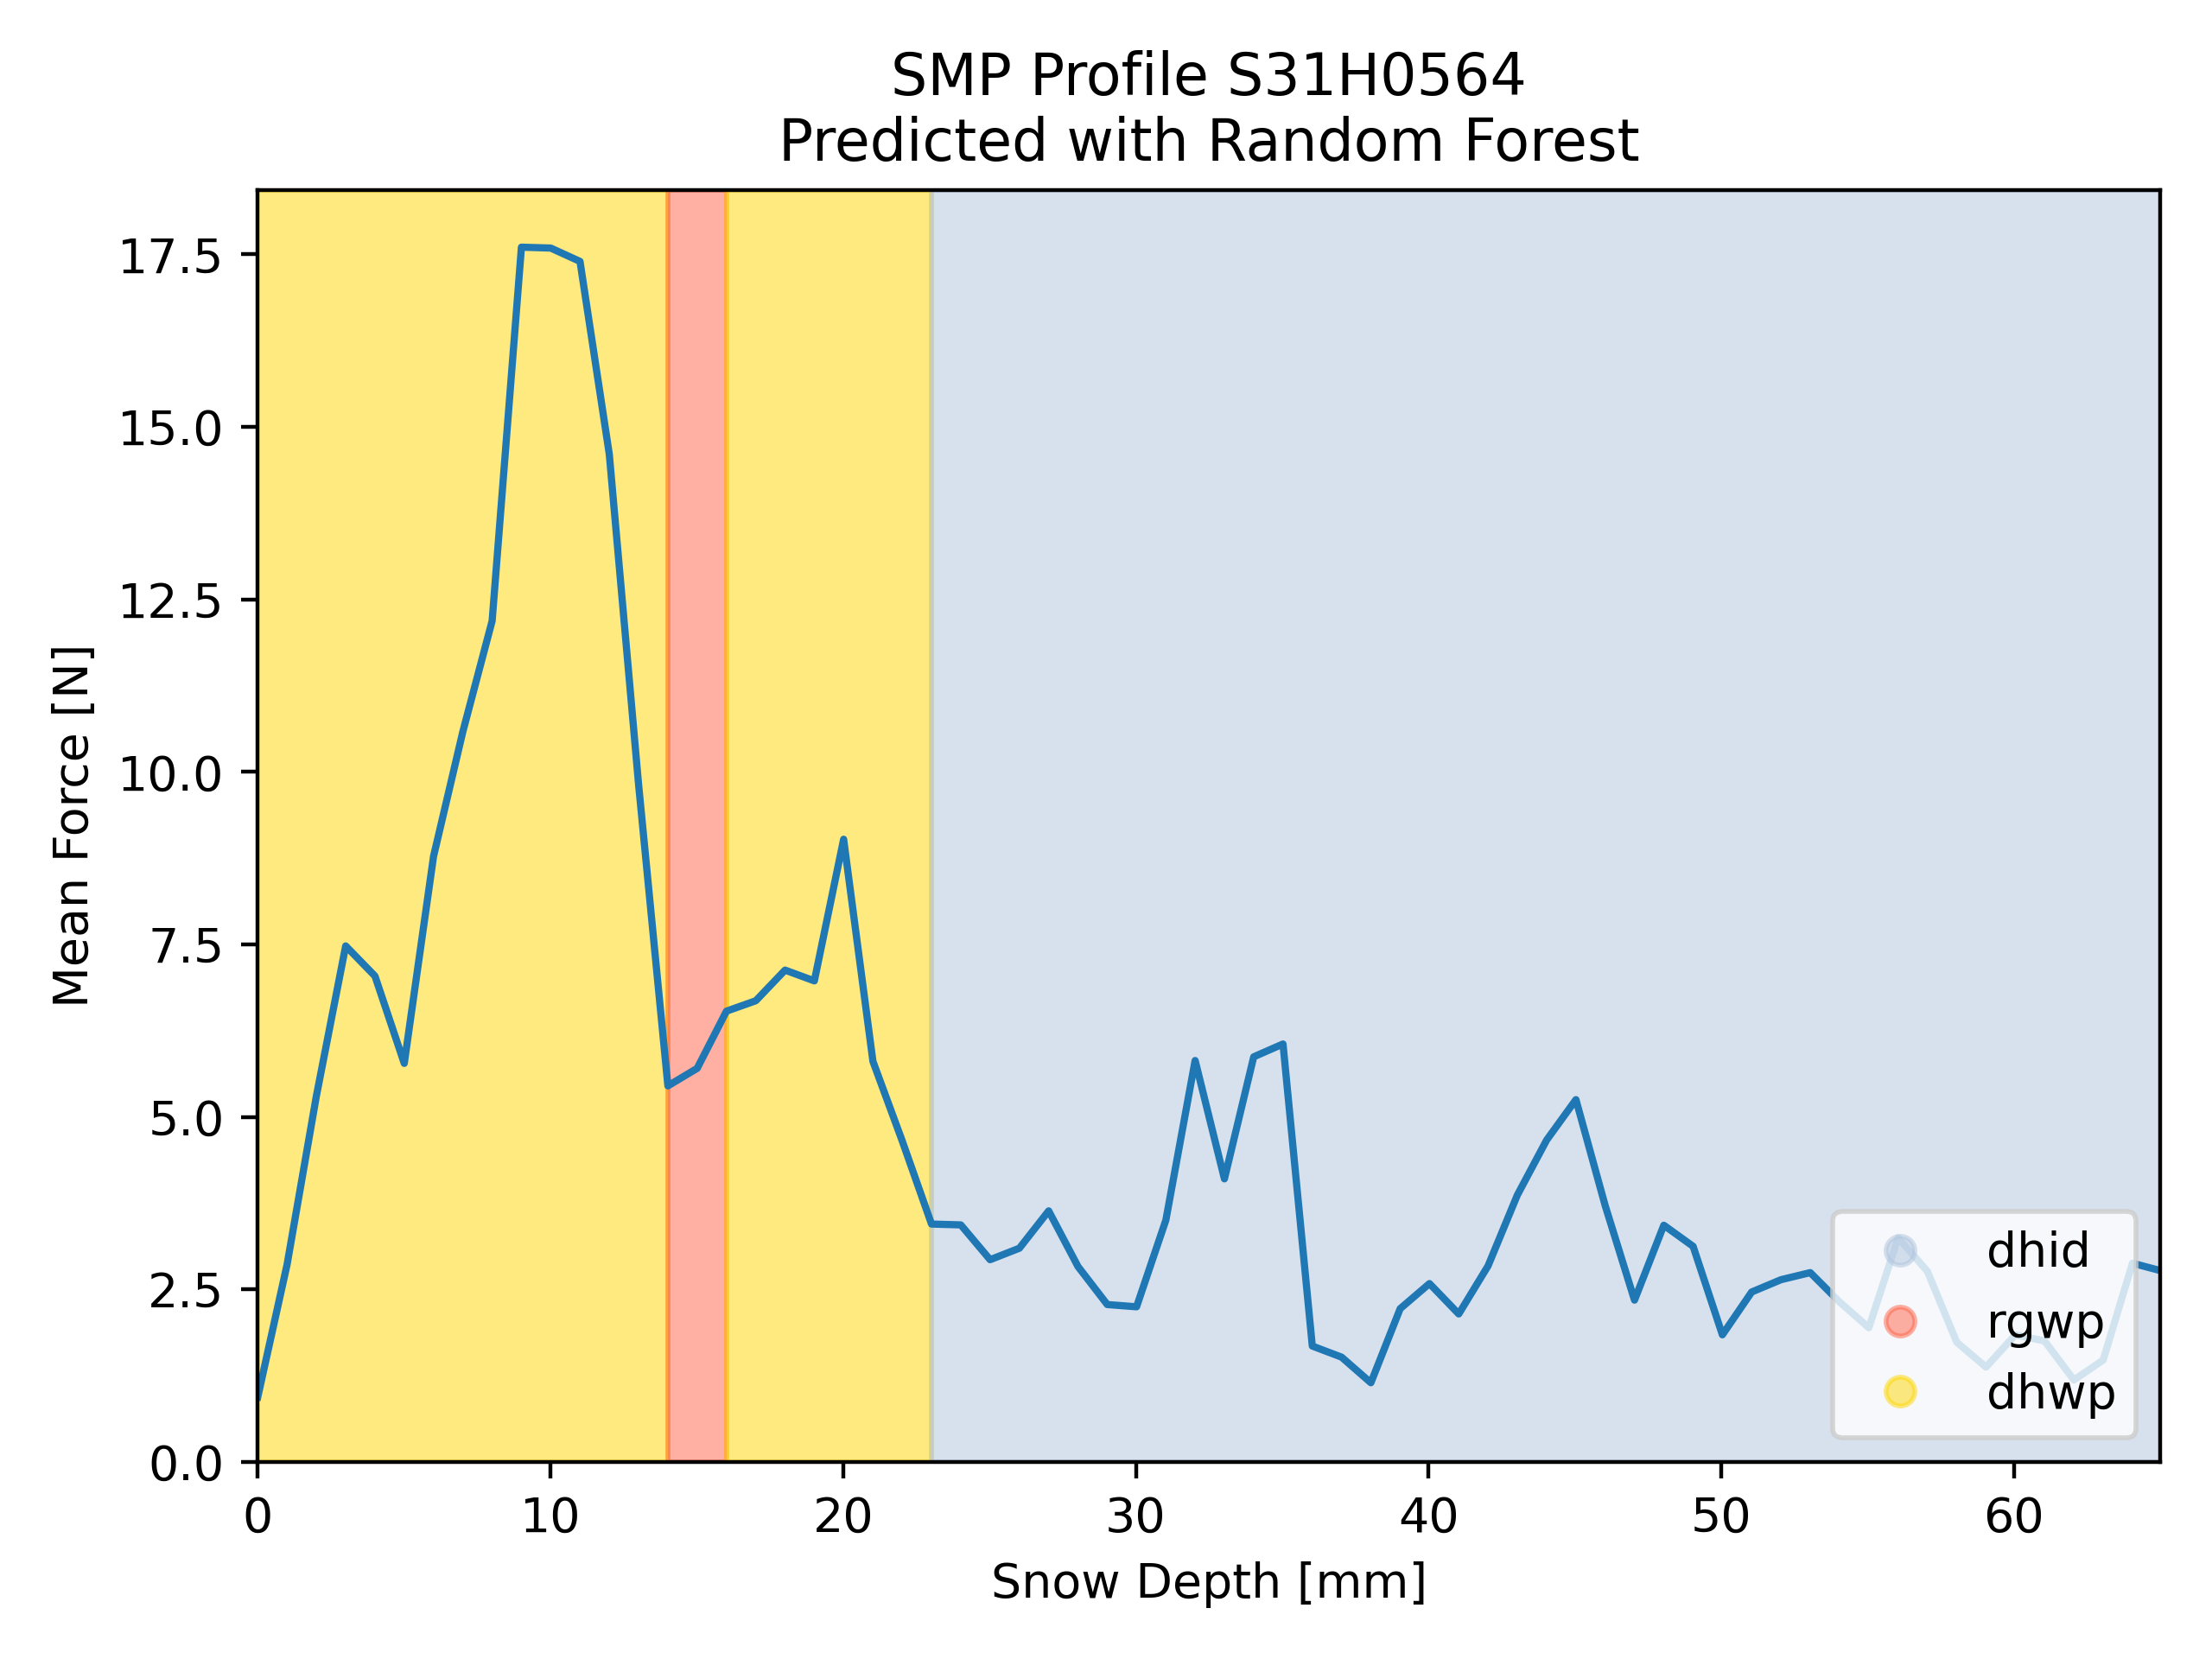 SMP Profile S31H0564
Predicted with Random Forest
Mean Force [N]
17.5
15.0
12.5
10.0
7.5
5.0
2.5
0.0
dhid
rgwp
dhwp
0 10 20 30 40 50 60
Snow Depth [mm]